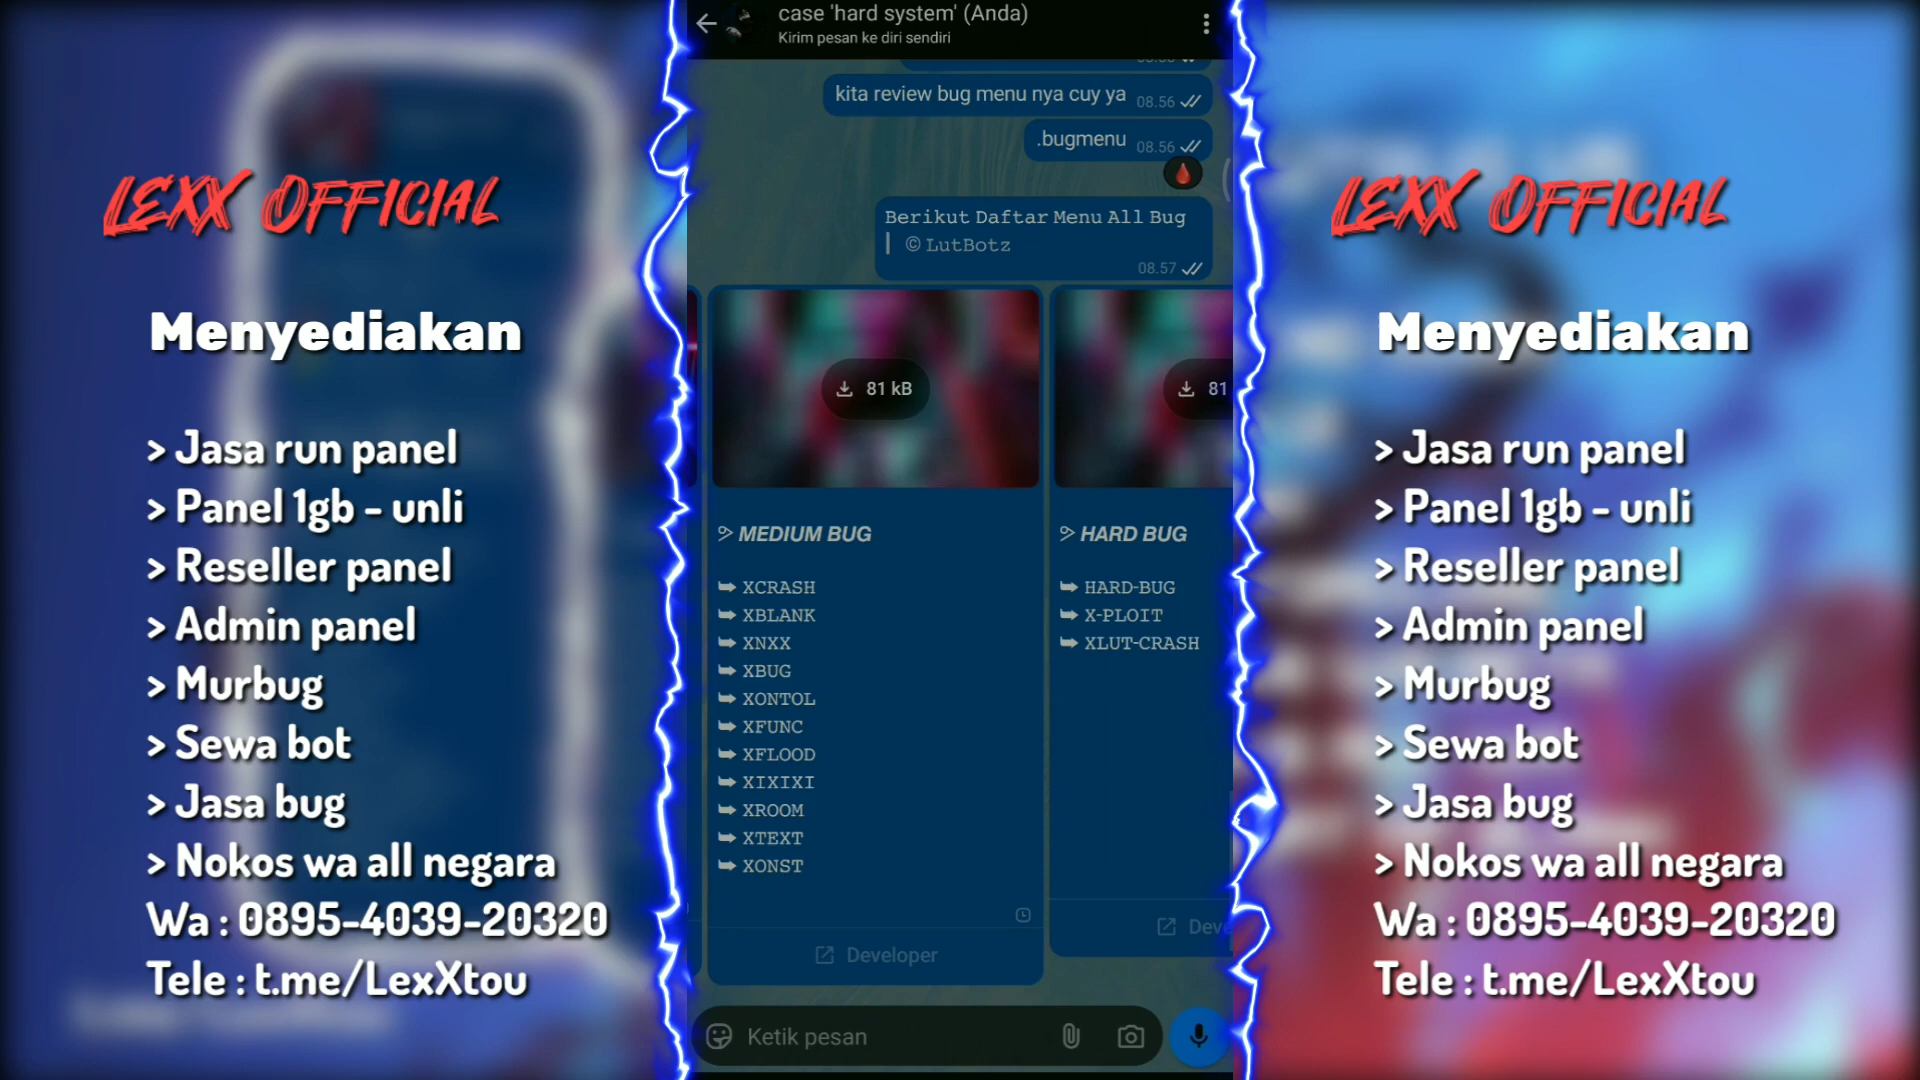 LEXX OFFICIAL
Menyediakan
> Jasa run panel
> Panel 1gb - unli
> Reseller panel
> Admin panel
> Murbug
> Sewa bot
> Jasa bug
> Nokos wa all negara
Wa : 0895-4039-20320
Tele : t.me/LexXtou
case 'hard system' (Anda)
Kirim pesan ke diri sendiri
kita review bug menu nya cuy ya 08.56
.bugmenu 08.56
Berikut Daftar Menu All Bug
© LutBotz
08.57
81 kB
MEDIUM BUG
➥ XCRASH
➥ XBLANK
➥ XNXX
➥ XBUG
➥ XONTOL
➥ XFUNC
➥ XFLOOD
➥ XIXIXI
➥ XROOM
➥ XTEXT
➥ XONST
Developer
81
HARD BUG
➥ HARD-BUG
➥ X-PLOIT
➥ XLUT-CRASH
Deve
Ketik pesan
LEXX OFFICIAL
Menyediakan
> Jasa run panel
> Panel 1gb - unli
> Reseller panel
> Admin panel
> Murbug
> Sewa bot
> Jasa bug
> Nokos wa all negara
Wa : 0895-4039-20320
Tele : t.me/LexXtou